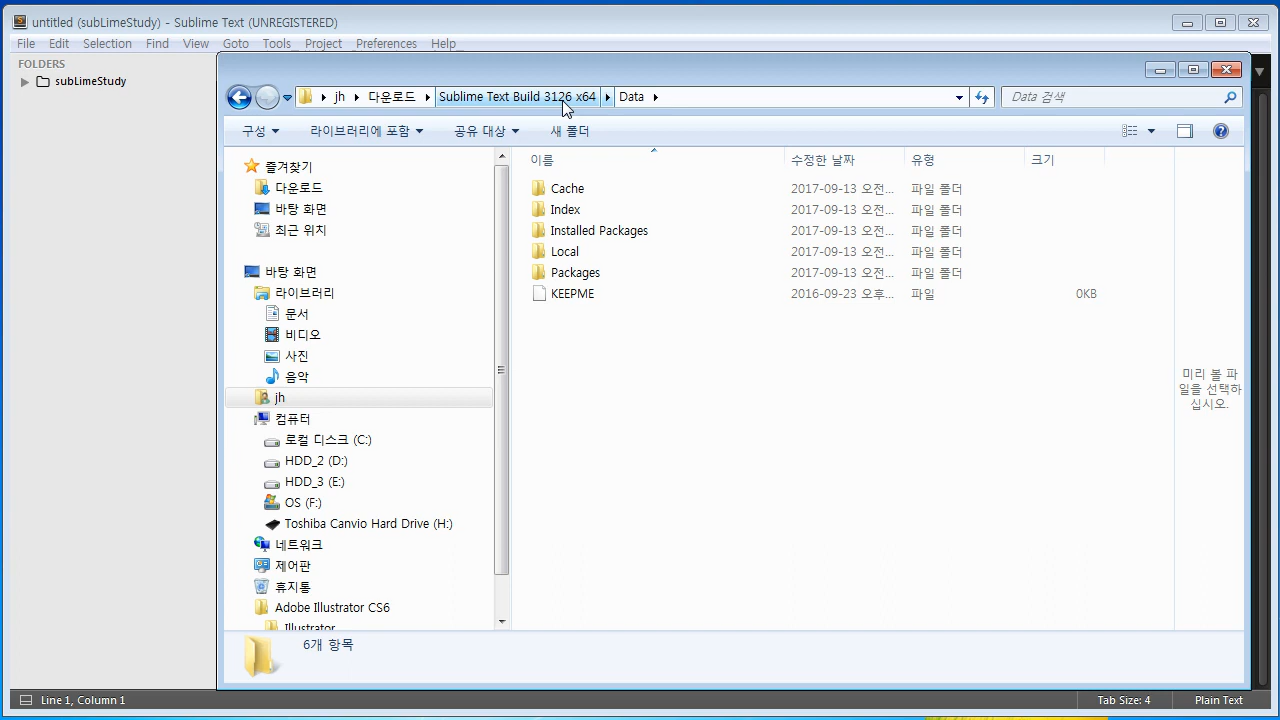 untitled (subLimeStudy) - Sublime Text (UNREGISTERED)
File Edit Selection Find View Goto Tools Project Preferences Help
FOLDERS
subLimeStudy
jh 다운로드 Sublime Text Build 3126 x64 Data
Data 검색
구성 라이브러리에 포함 공유 대상 새 폴더
즐겨찾기
다운로드
바탕 화면
최근 위치
바탕 화면
라이브러리
문서
비디오
사진
음악
jh
컴퓨터
로컬 디스크 (C:)
HDD_2 (D:)
HDD_3 (E:)
OS (F:)
Toshiba Canvio Hard Drive (H:)
네트워크
제어판
휴지통
Adobe Illustrator CS6
Illustrator
이름 수정한 날짜 유형 크기
Cache 2017-09-13 오전... 파일 폴더
Index 2017-09-13 오전... 파일 폴더
Installed Packages 2017-09-13 오전... 파일 폴더
Local 2017-09-13 오전... 파일 폴더
Packages 2017-09-13 오전... 파일 폴더
KEEPME 2016-09-23 오후... 파일 0KB
미리 볼 파
일을 선택하
십시오.
6개 항목
Line 1, Column 1
Tab Size: 4 Plain Text